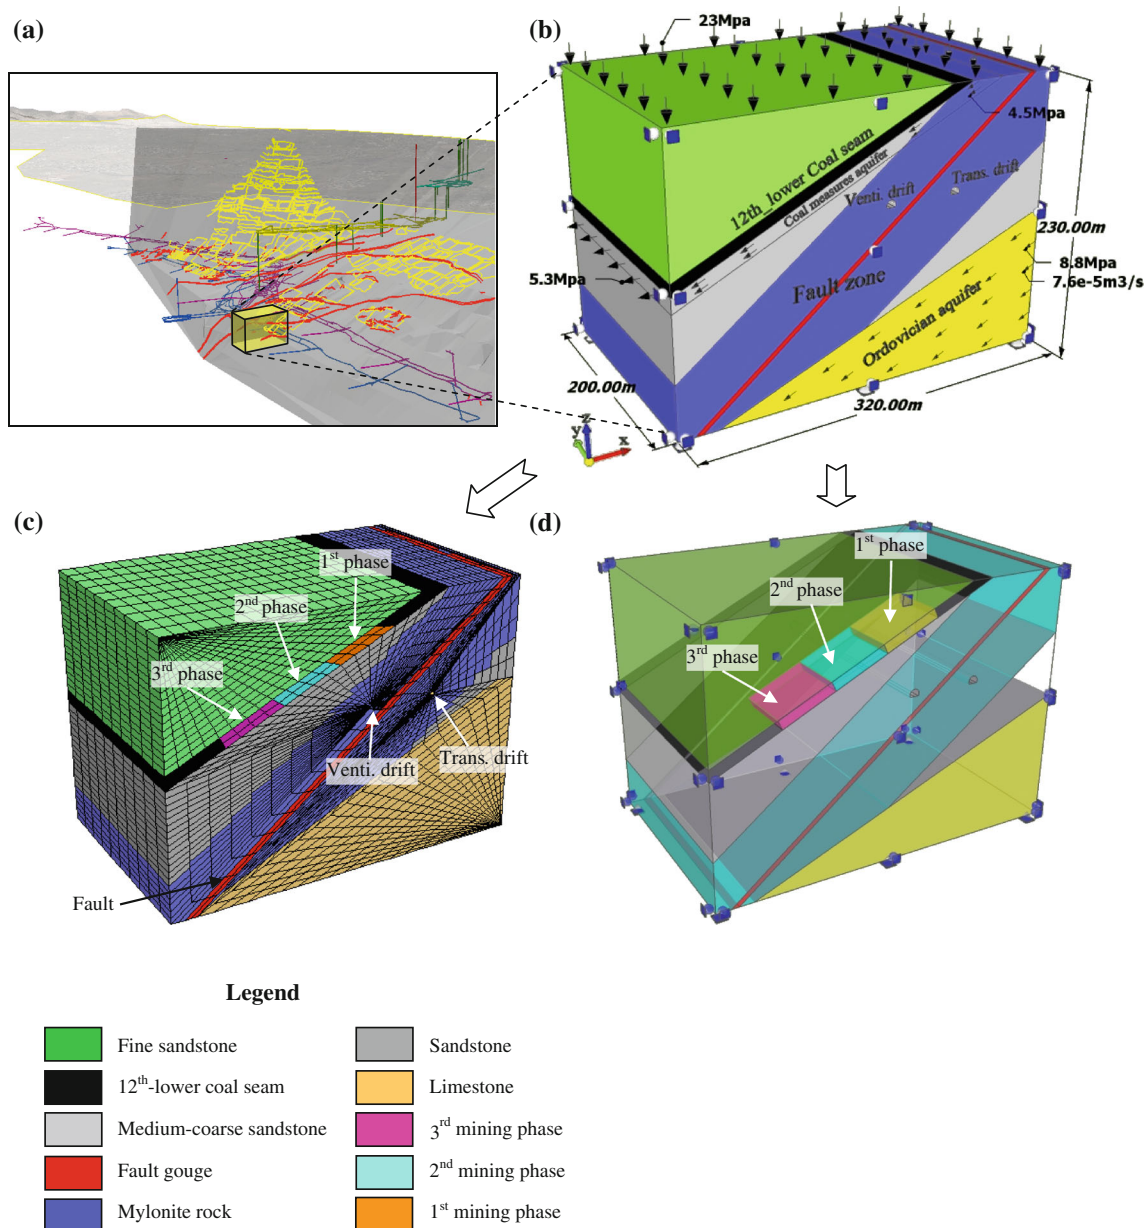 (a)
(b)
23Mpa
4.5Mpa
12th_lower Coal seam
Coal measures aquifer
Venti. drift
Trans. drift
230.00m
5.3Mpa
8.8Mpa
7.6e-5m3/s
Fault zone
Ordovician aquifer
200.00m
320.00m
z
y
x
(c)
(d)
1st phase
2nd phase
3rd phase
Venti. drift
Trans. drift
Fault
1st phase
2nd phase
3rd phase
Legend
Fine sandstone
Sandstone
12th-lower coal seam
Limestone
Medium-coarse sandstone
3rd mining phase
Fault gouge
2nd mining phase
Mylonite rock
1st mining phase